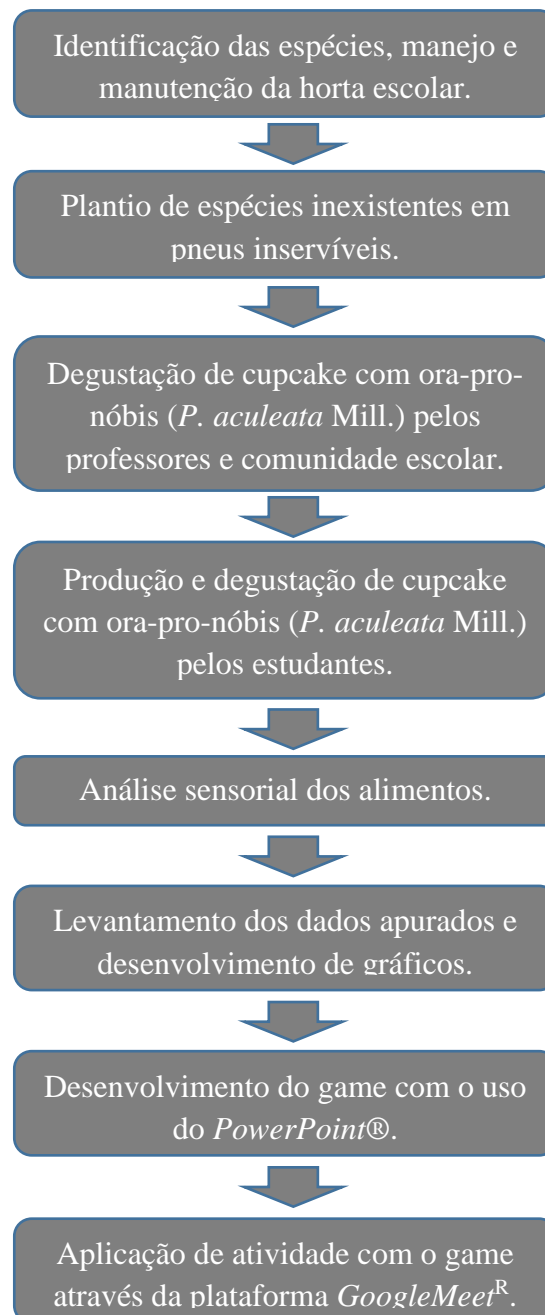 Identificação das espécies, manejo e
manutenção da horta escolar.
Plantio de espécies inexistentes em
pneus inservíveis.
Degustação de cupcake com ora-pro-
nóbis (P. aculeata Mill.) pelos
professores e comunidade escolar.
Produção e degustação de cupcake
com ora-pro-nóbis (P. aculeata Mill.)
pelos estudantes.
Análise sensorial dos alimentos.
Levantamento dos dados apurados e
desenvolvimento de gráficos.
Desenvolvimento do game com o uso
do PowerPoint®.
Aplicação de atividade com o game
através da plataforma GoogleMeetᴿ.